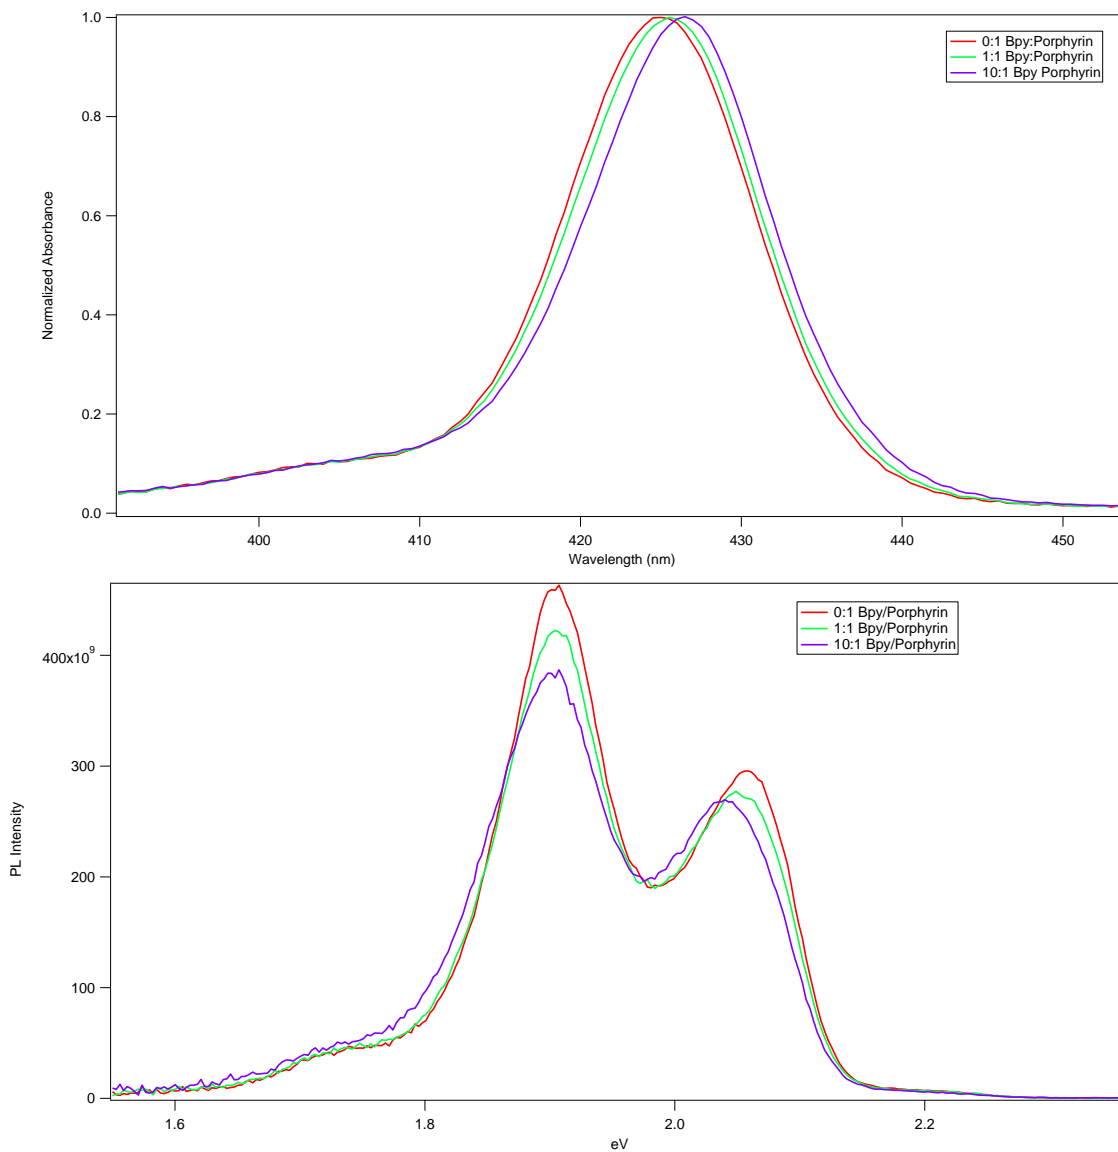 1.0
0.8
0.6
0.4
0.2
0.0
Normalized Absorbance
0:1 Bpy:Porphyrin
1:1 Bpy:Porphyrin
10:1 Bpy Porphyrin
400 410 420 430 440 450
Wavelength (nm)
400x10⁹
300
200
100
0
PL Intensity
0:1 Bpy/Porphyrin
1:1 Bpy/Porphyrin
10:1 Bpy/Porphyrin
1.6 1.8 2.0 2.2
eV